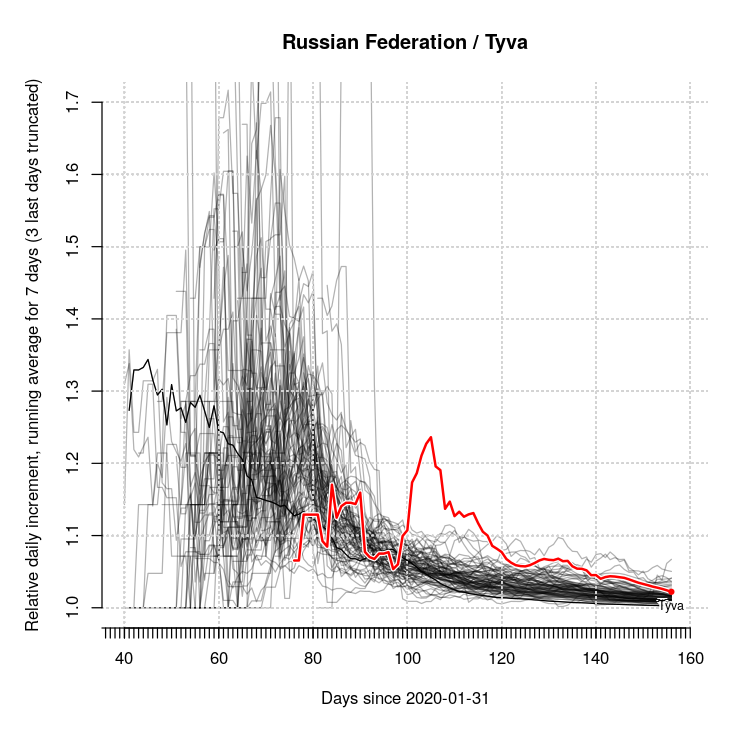 Russian Federation / Tyva
Relative daily increment, running average for 7 days (3 last days truncated)
1.7
1.6
1.5
1.4
1.3
1.2
1.1
1.0
Tyva
40 60 80 100 120 140 160
Days since 2020-01-31